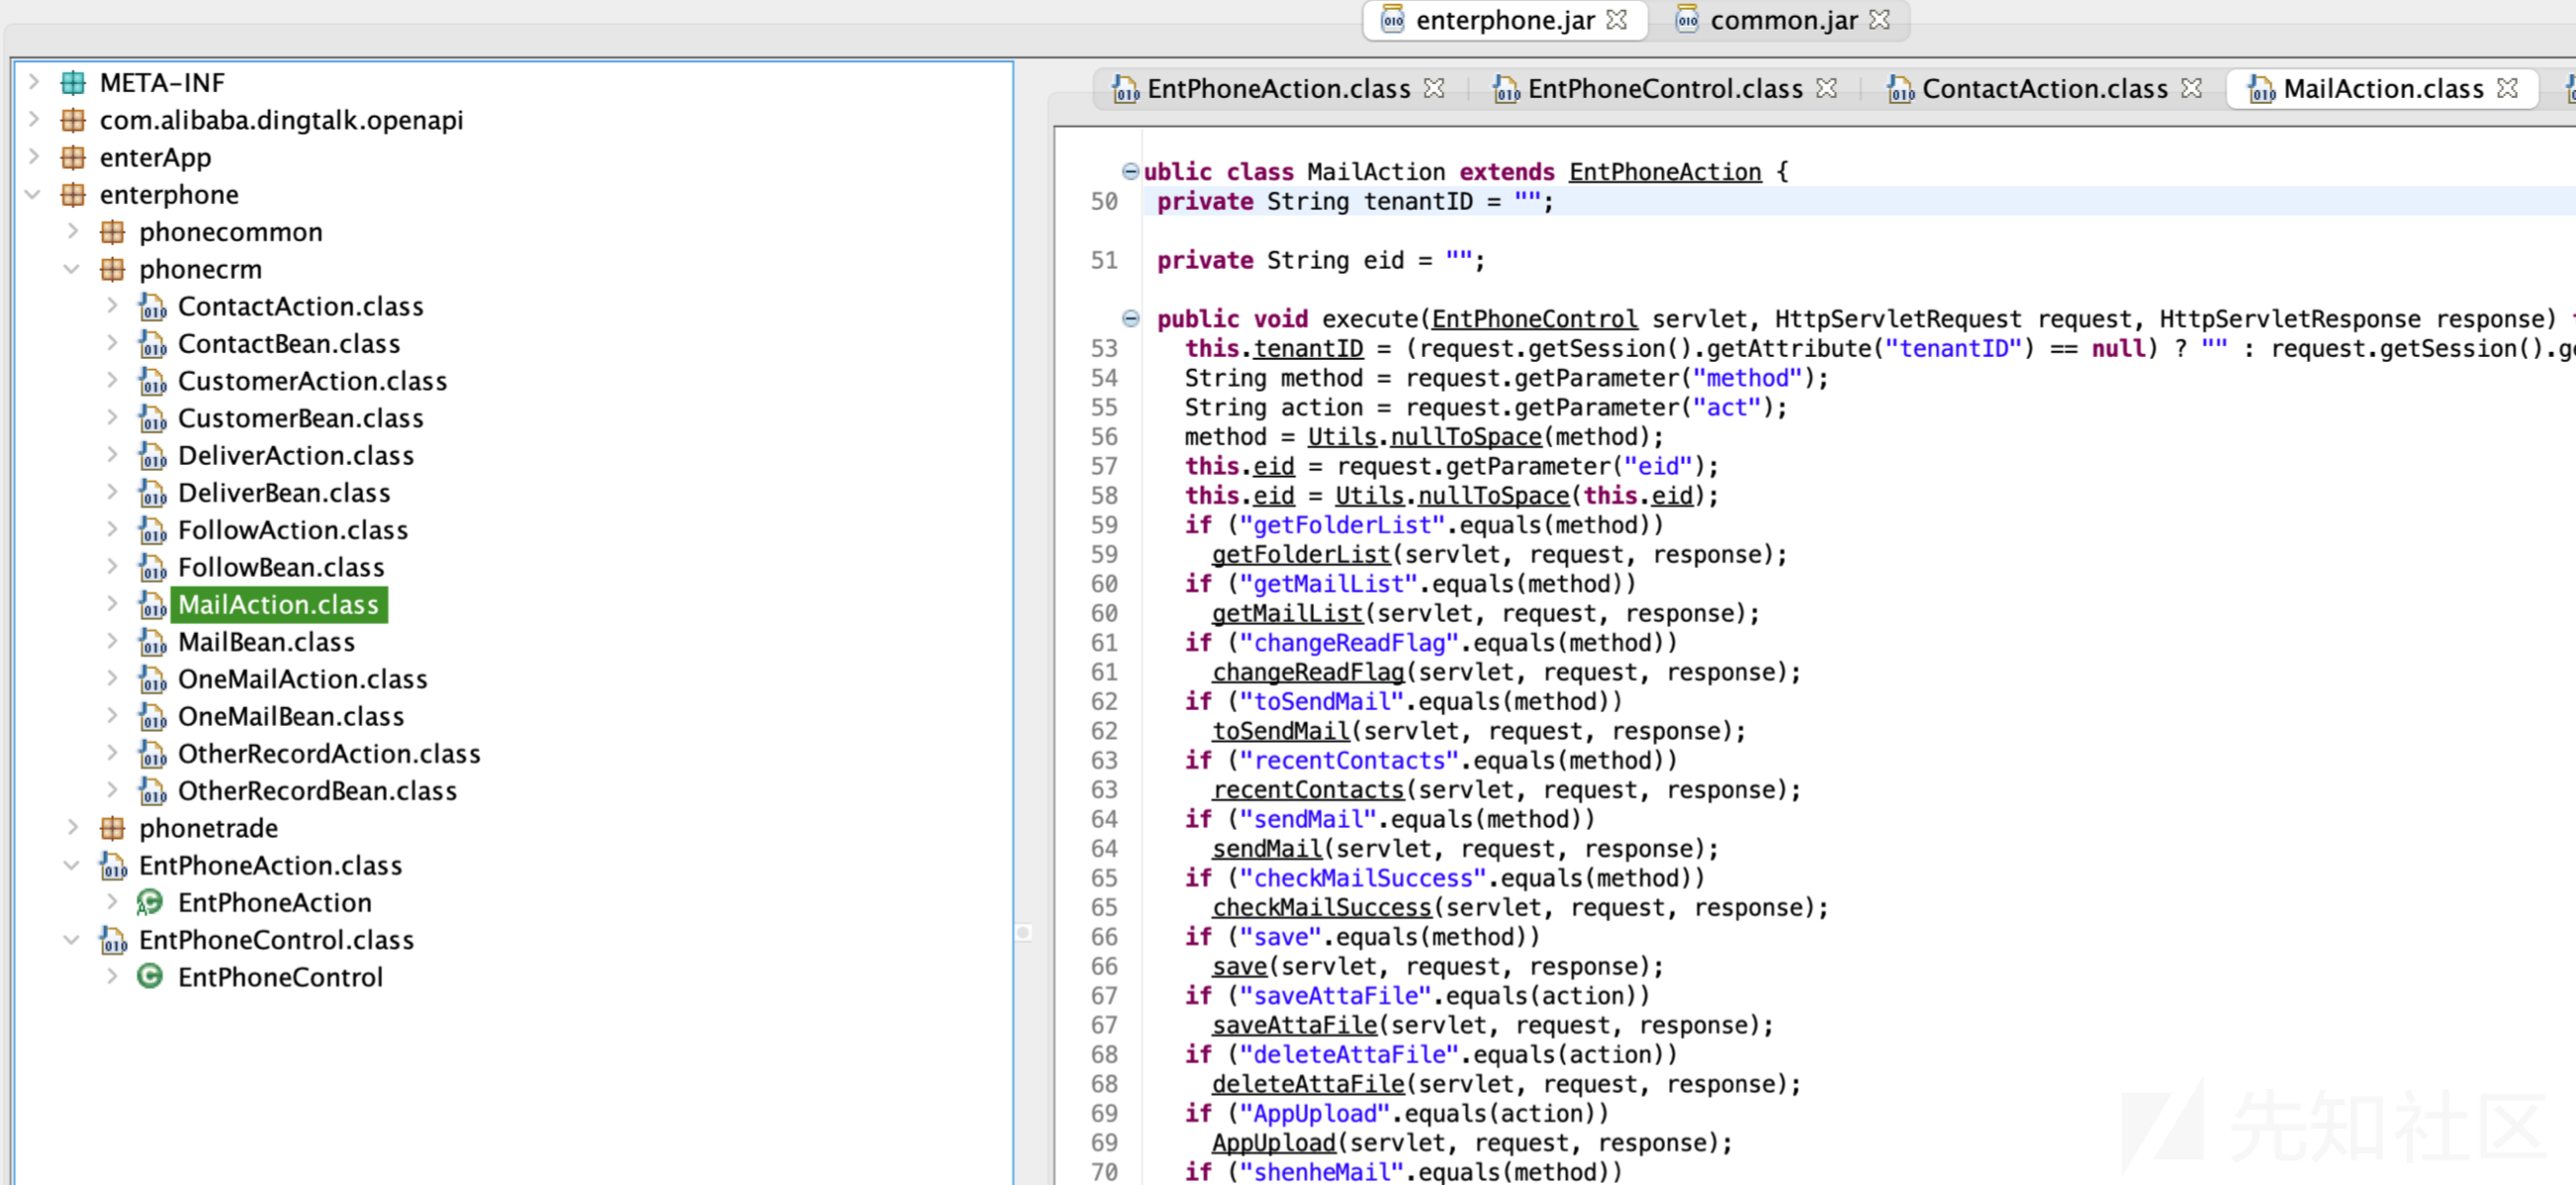 enterphone.jar
common.jar
META-INF
com.alibaba.dingtalk.openapi
enterApp
enterphone
phonecommon
phonecrm
ContactAction.class
ContactBean.class
CustomerAction.class
CustomerBean.class
DeliverAction.class
DeliverBean.class
FollowAction.class
FollowBean.class
MailAction.class
MailBean.class
OneMailAction.class
OneMailBean.class
OtherRecordAction.class
OtherRecordBean.class
phonetrade
EntPhoneAction.class
EntPhoneAction
EntPhoneControl.class
EntPhoneControl
EntPhoneAction.class
EntPhoneControl.class
ContactAction.class
MailAction.class
ublic class MailAction extends EntPhoneAction {
50 private String tenantID = "";
51 private String eid = "";
public void execute(EntPhoneControl servlet, HttpServletRequest request, HttpServletResponse response)
53 this.tenantID = (request.getSession().getAttribute("tenantID") == null) ? "" : request.getSession().g
54 String method = request.getParameter("method");
55 String action = request.getParameter("act");
56 method = Utils.nullToSpace(method);
57 this.eid = request.getParameter("eid");
58 this.eid = Utils.nullToSpace(this.eid);
59 if ("getFolderList".equals(method))
59 getFolderList(servlet, request, response);
60 if ("getMailList".equals(method))
60 getMailList(servlet, request, response);
61 if ("changeReadFlag".equals(method))
61 changeReadFlag(servlet, request, response);
62 if ("toSendMail".equals(method))
62 toSendMail(servlet, request, response);
63 if ("recentContacts".equals(method))
63 recentContacts(servlet, request, response);
64 if ("sendMail".equals(method))
64 sendMail(servlet, request, response);
65 if ("checkMailSuccess".equals(method))
65 checkMailSuccess(servlet, request, response);
66 if ("save".equals(method))
66 save(servlet, request, response);
67 if ("saveAttaFile".equals(action))
67 saveAttaFile(servlet, request, response);
68 if ("deleteAttaFile".equals(action))
68 deleteAttaFile(servlet, request, response);
69 if ("AppUpload".equals(action))
69 AppUpload(servlet, request, response);
70 if ("shenheMail".equals(method))
先知社区